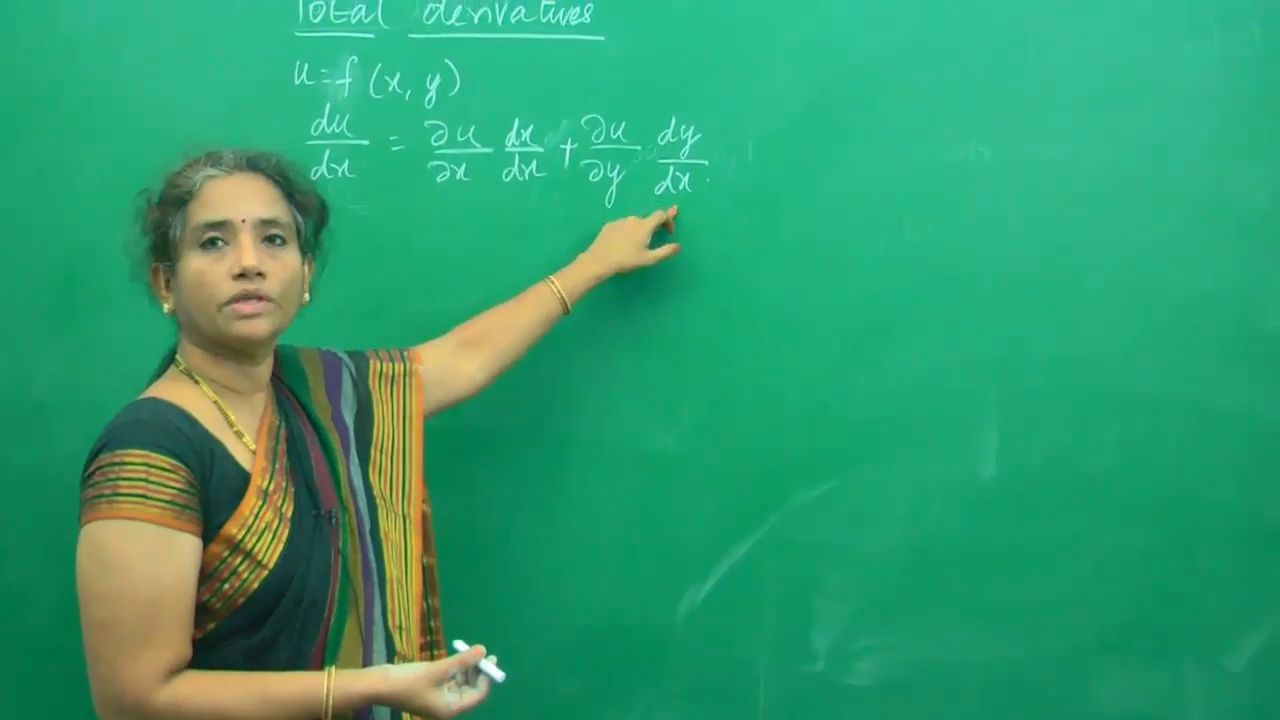 Total derivatives
u = f (x, y)
du/dx = ∂u/∂x dx/dx + ∂u/∂y dy/dx.